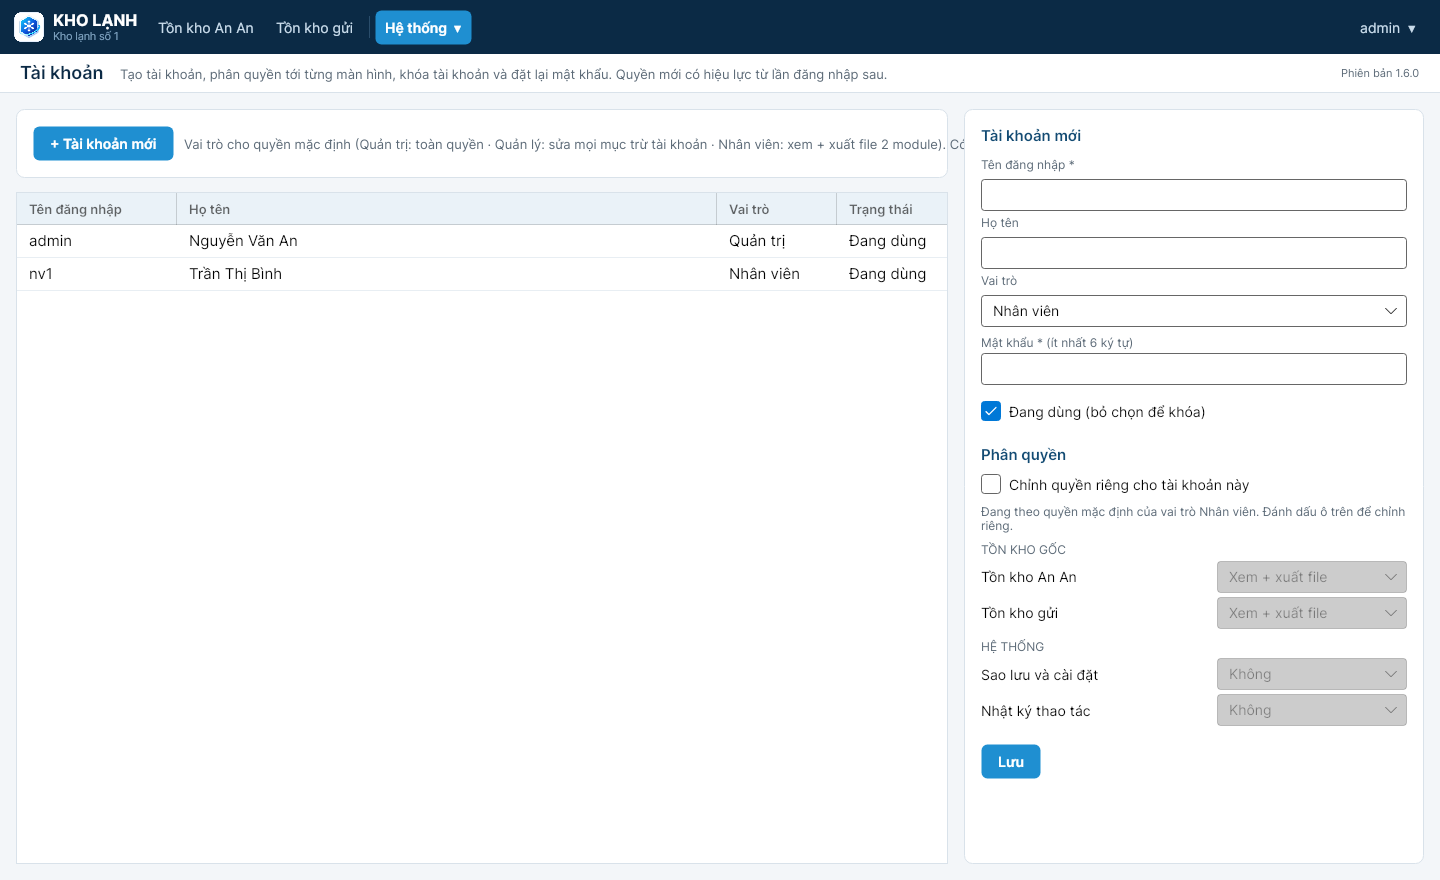 KHO LẠNH
Kho lạnh số 1
Tồn kho An An
Tồn kho gửi
Hệ thống ▾
admin ▾
Tài khoản
Tạo tài khoản, phân quyền tới từng màn hình, khóa tài khoản và đặt lại mật khẩu. Quyền mới có hiệu lực từ lần đăng nhập sau.
Phiên bản 1.6.0
+ Tài khoản mới
Vai trò cho quyền mặc định (Quản trị: toàn quyền · Quản lý: sửa mọi mục trừ tài khoản · Nhân viên: xem + xuất file 2 module).
Tên đăng nhập
Họ tên
Vai trò
Trạng thái
admin
Nguyễn Văn An
Quản trị
Đang dùng
nv1
Trần Thị Bình
Nhân viên
Đang dùng
Tài khoản mới
Tên đăng nhập *
Họ tên
Vai trò
Nhân viên
Mật khẩu * (ít nhất 6 ký tự)
Đang dùng (bỏ chọn để khóa)
Phân quyền
Chỉnh quyền riêng cho tài khoản này
Đang theo quyền mặc định của vai trò Nhân viên. Đánh dấu ô trên để chỉnh
riêng.
TỒN KHO GỐC
Tồn kho An An
Xem + xuất file
Tồn kho gửi
Xem + xuất file
HỆ THỐNG
Sao lưu và cài đặt
Không
Nhật ký thao tác
Không
Lưu